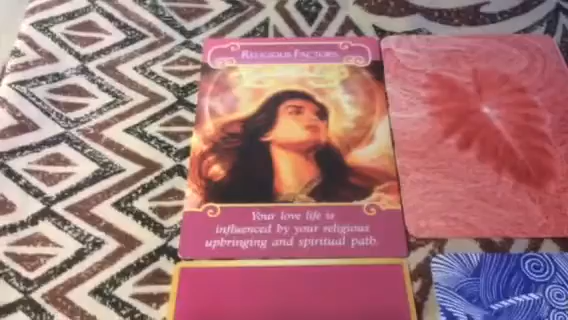 RELIGIOUS FACTORS
Your love life is
influenced by your religious
upbringing and spiritual path.